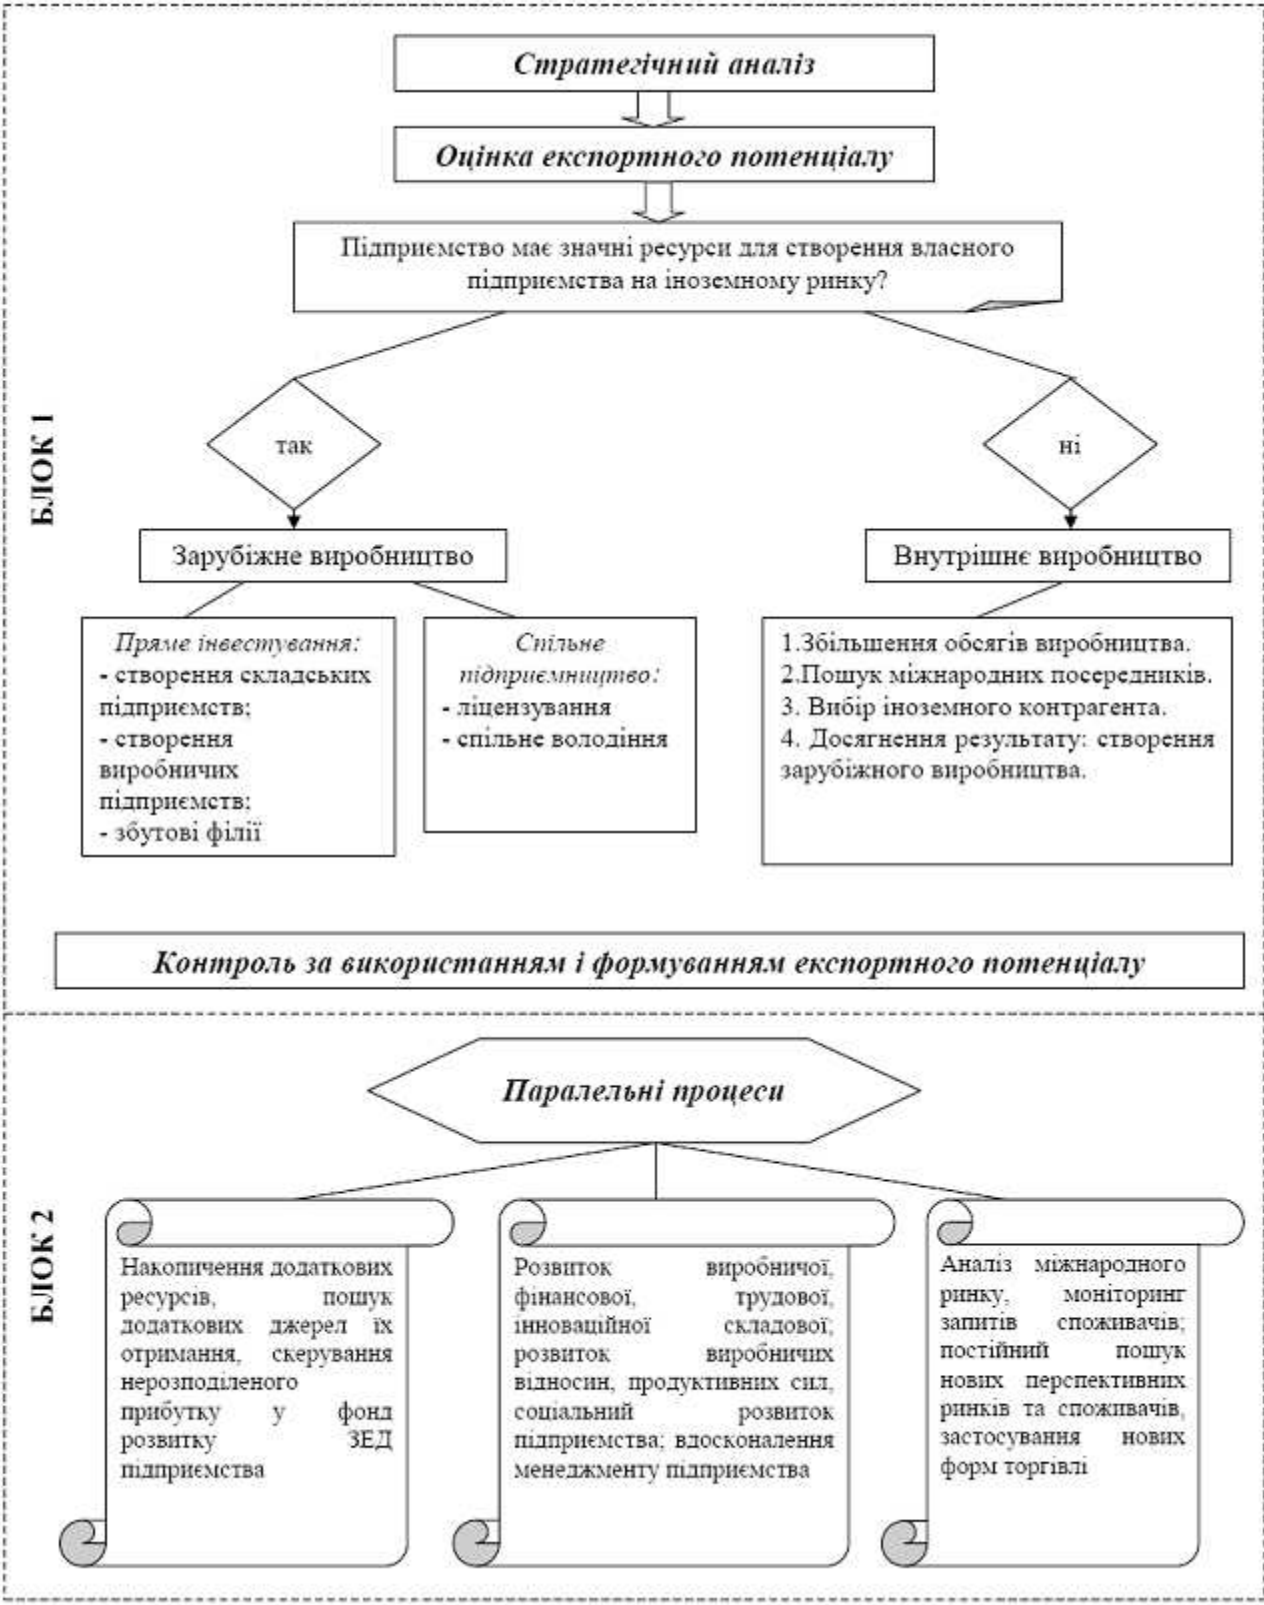 Стратегічний аналіз
Оцінка експортного потенціалу
Підприємство має значні ресурси для створення власного
підприємства на іноземному ринку?
так
ні
БЛОК 1
Зарубіжне виробництво
Внутрішнє виробництво
Пряме інвестування:
- створення складських
підприємств;
- створення
виробничих
підприємств;
- збутові філії
Спільне
підприємництво:
- ліцензування
- спільне володіння
1.Збільшення обсягів виробництва.
2.Пошук міжнародних посередників.
3. Вибір іноземного контрагента.
4. Досягнення результату: створення
зарубіжного виробництва.
Контроль за використанням і формуванням експортного потенціалу
Паралельні процеси
БЛОК 2
Накопичення додаткових
ресурсів, пошук
додаткових джерел їх
отримання, скерування
нерозподіленого
прибутку у фонд
розвитку ЗЕД
підприємства
Розвиток виробничої,
фінансової, трудової,
інноваційної складової;
розвиток виробничих
відносин, продуктивних сил,
соціальний розвиток
підприємства; вдосконалення
менеджменту підприємства
Аналіз міжнародного
ринку, моніторинг
запитів споживачів;
постійний пошук
нових перспективних
ринків та споживачів,
застосування нових
форм торгівлі